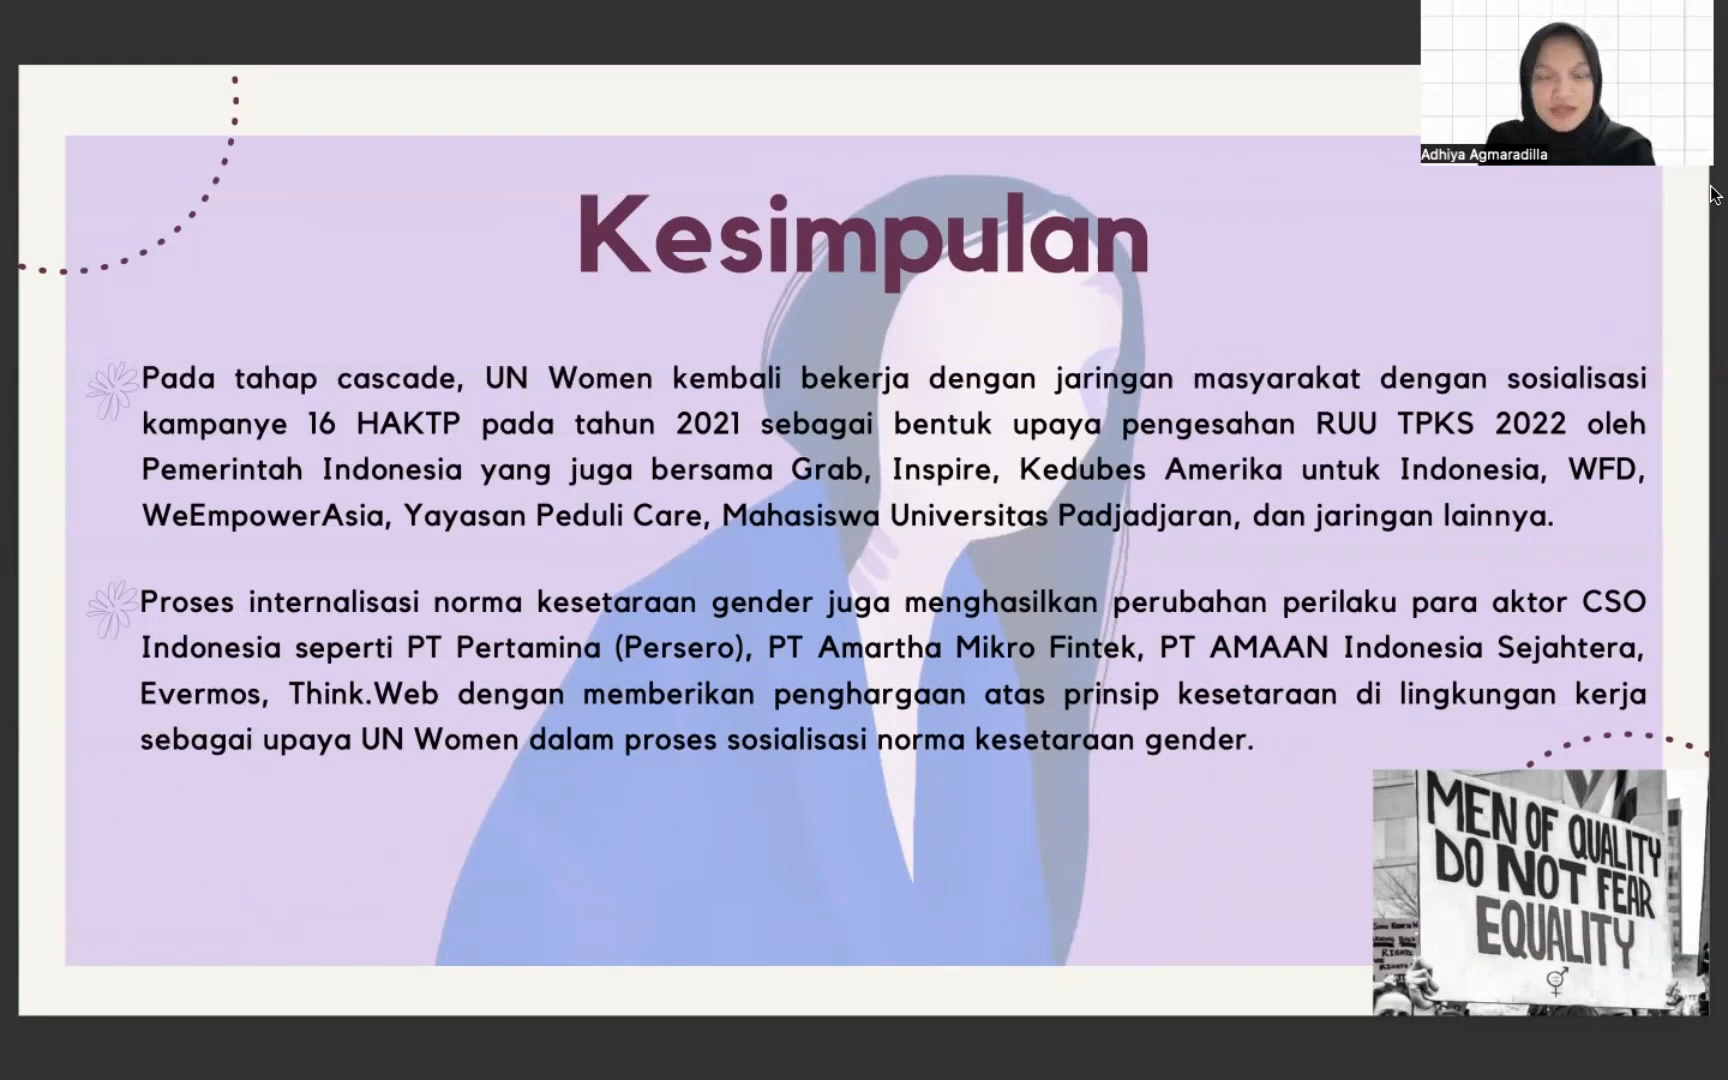 Adhiya Agmaradilla
Kesimpulan
Pada tahap cascade, UN Women kembali bekerja dengan jaringan masyarakat dengan sosialisasi
kampanye 16 HAKTP pada tahun 2021 sebagai bentuk upaya pengesahan RUU TPKS 2022 oleh
Pemerintah Indonesia yang juga bersama Grab, Inspire, Kedubes Amerika untuk Indonesia, WFD,
WeEmpowerAsia, Yayasan Peduli Care, Mahasiswa Universitas Padjadjaran, dan jaringan lainnya.
Proses internalisasi norma kesetaraan gender juga menghasilkan perubahan perilaku para aktor CSO
Indonesia seperti PT Pertamina (Persero), PT Amartha Mikro Fintek, PT AMAAN Indonesia Sejahtera,
Evermos, Think.Web dengan memberikan penghargaan atas prinsip kesetaraan di lingkungan kerja
sebagai upaya UN Women dalam proses sosialisasi norma kesetaraan gender.
MEN OF QUALITY
DO NOT FEAR
EQUALITY